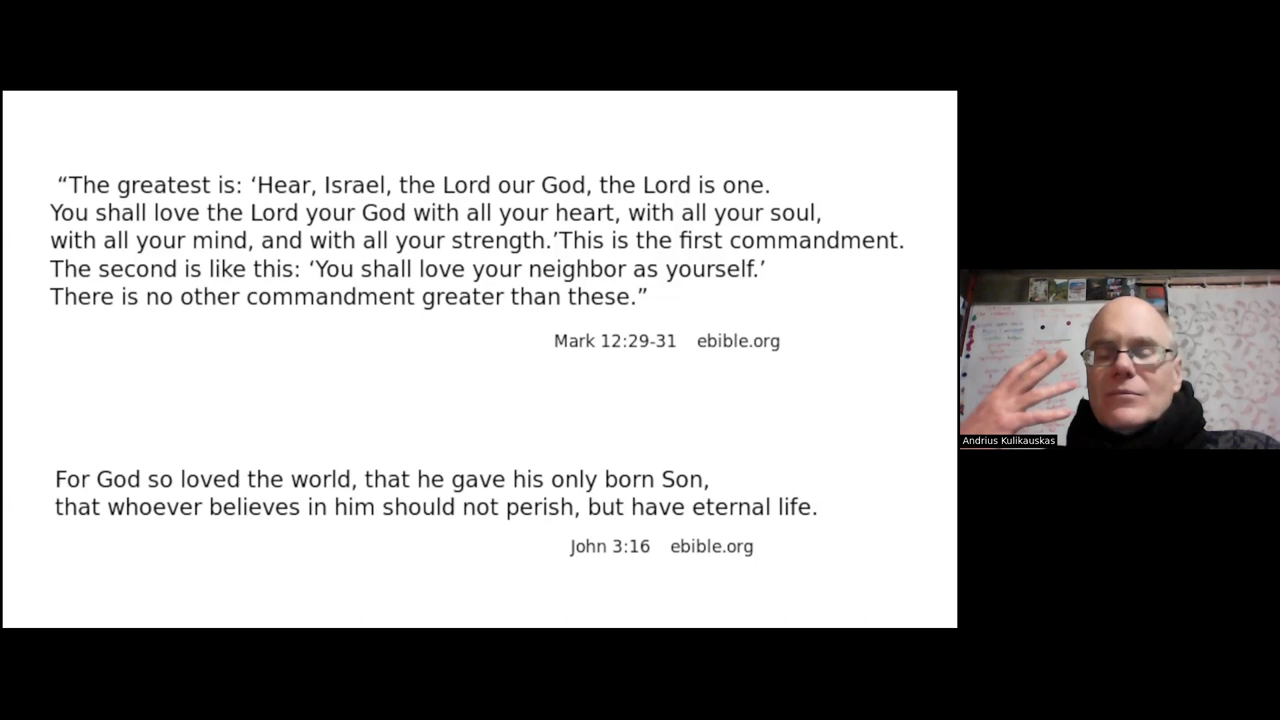 “The greatest is: ‘Hear, Israel, the Lord our God, the Lord is one.
You shall love the Lord your God with all your heart, with all your soul,
with all your mind, and with all your strength.’This is the first commandment.
The second is like this: ‘You shall love your neighbor as yourself.’
There is no other commandment greater than these.”
Mark 12:29-31 ebible.org
For God so loved the world, that he gave his only born Son,
that whoever believes in him should not perish, but have eternal life.
John 3:16 ebible.org
Andrius Kulikauskas